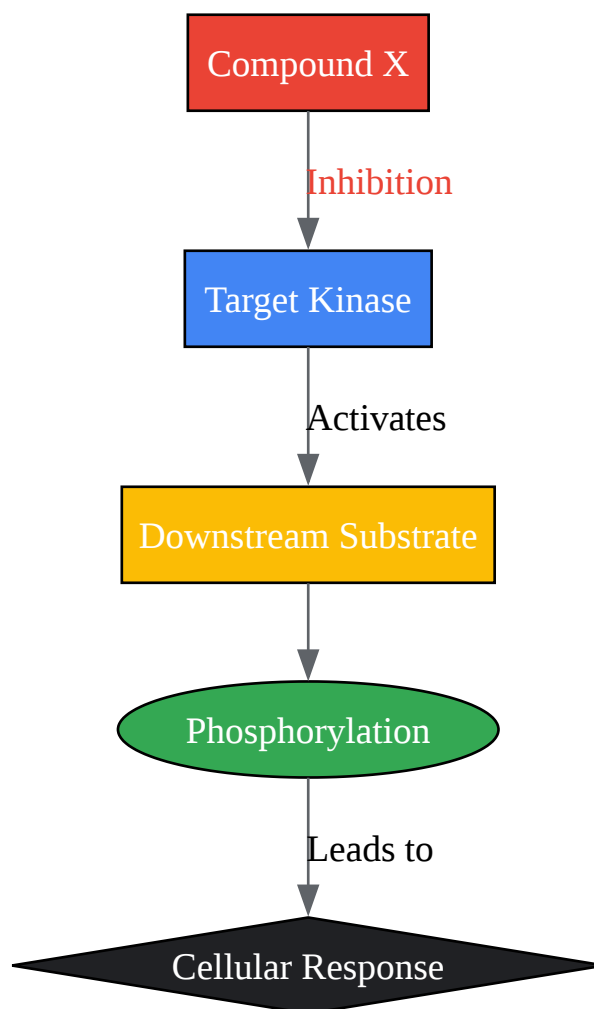 Compound X
Inhibition
Target Kinase
Activates
Downstream Substrate
Phosphorylation
Leads to
Cellular Response